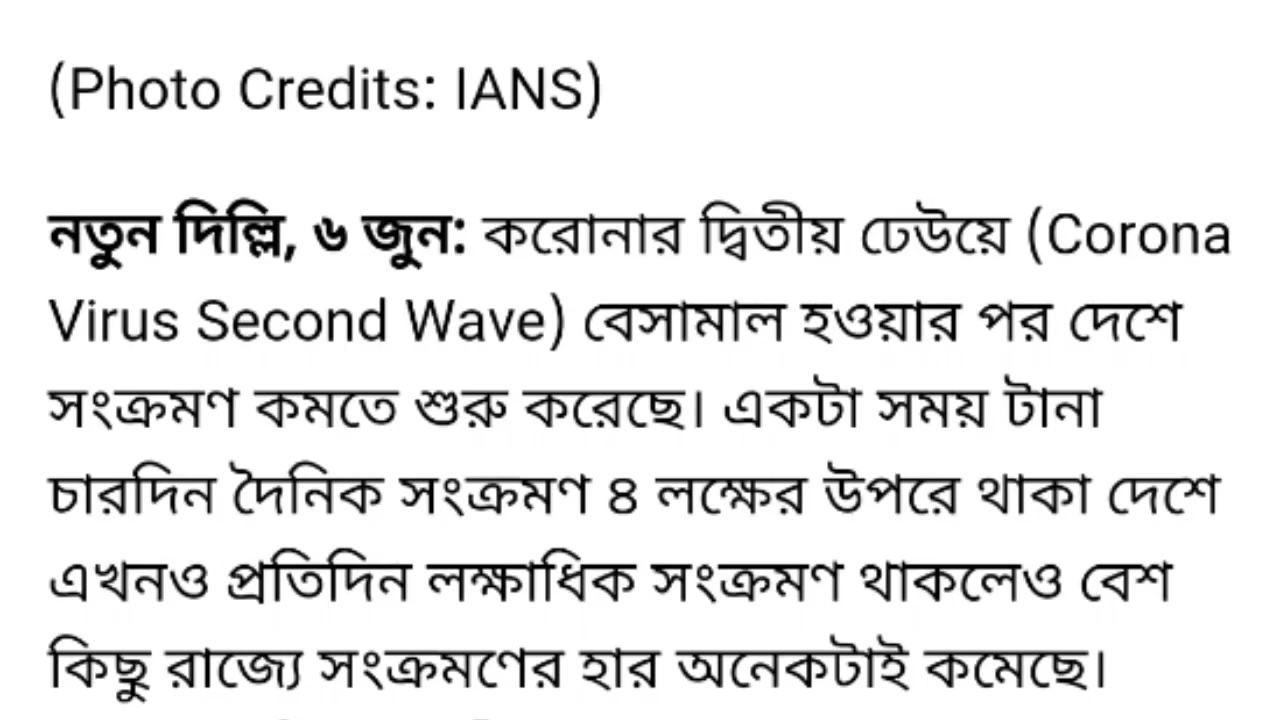 (Photo Credits: IANS)
নতুন দিল্লি, ৬ জুন: করোনার দ্বিতীয় ঢেউয়ে (Corona
Virus Second Wave) বেসামাল হওয়ার পর দেশে
সংক্রমণ কমতে শুরু করেছে। একটা সময় টানা
চারদিন দৈনিক সংক্রমণ ৪ লক্ষের উপরে থাকা দেশে
এখনও প্রতিদিন লক্ষাধিক সংক্রমণ থাকলেও বেশ
কিছু রাজ্যে সংক্রমণের হার অনেকটাই কমেছে।